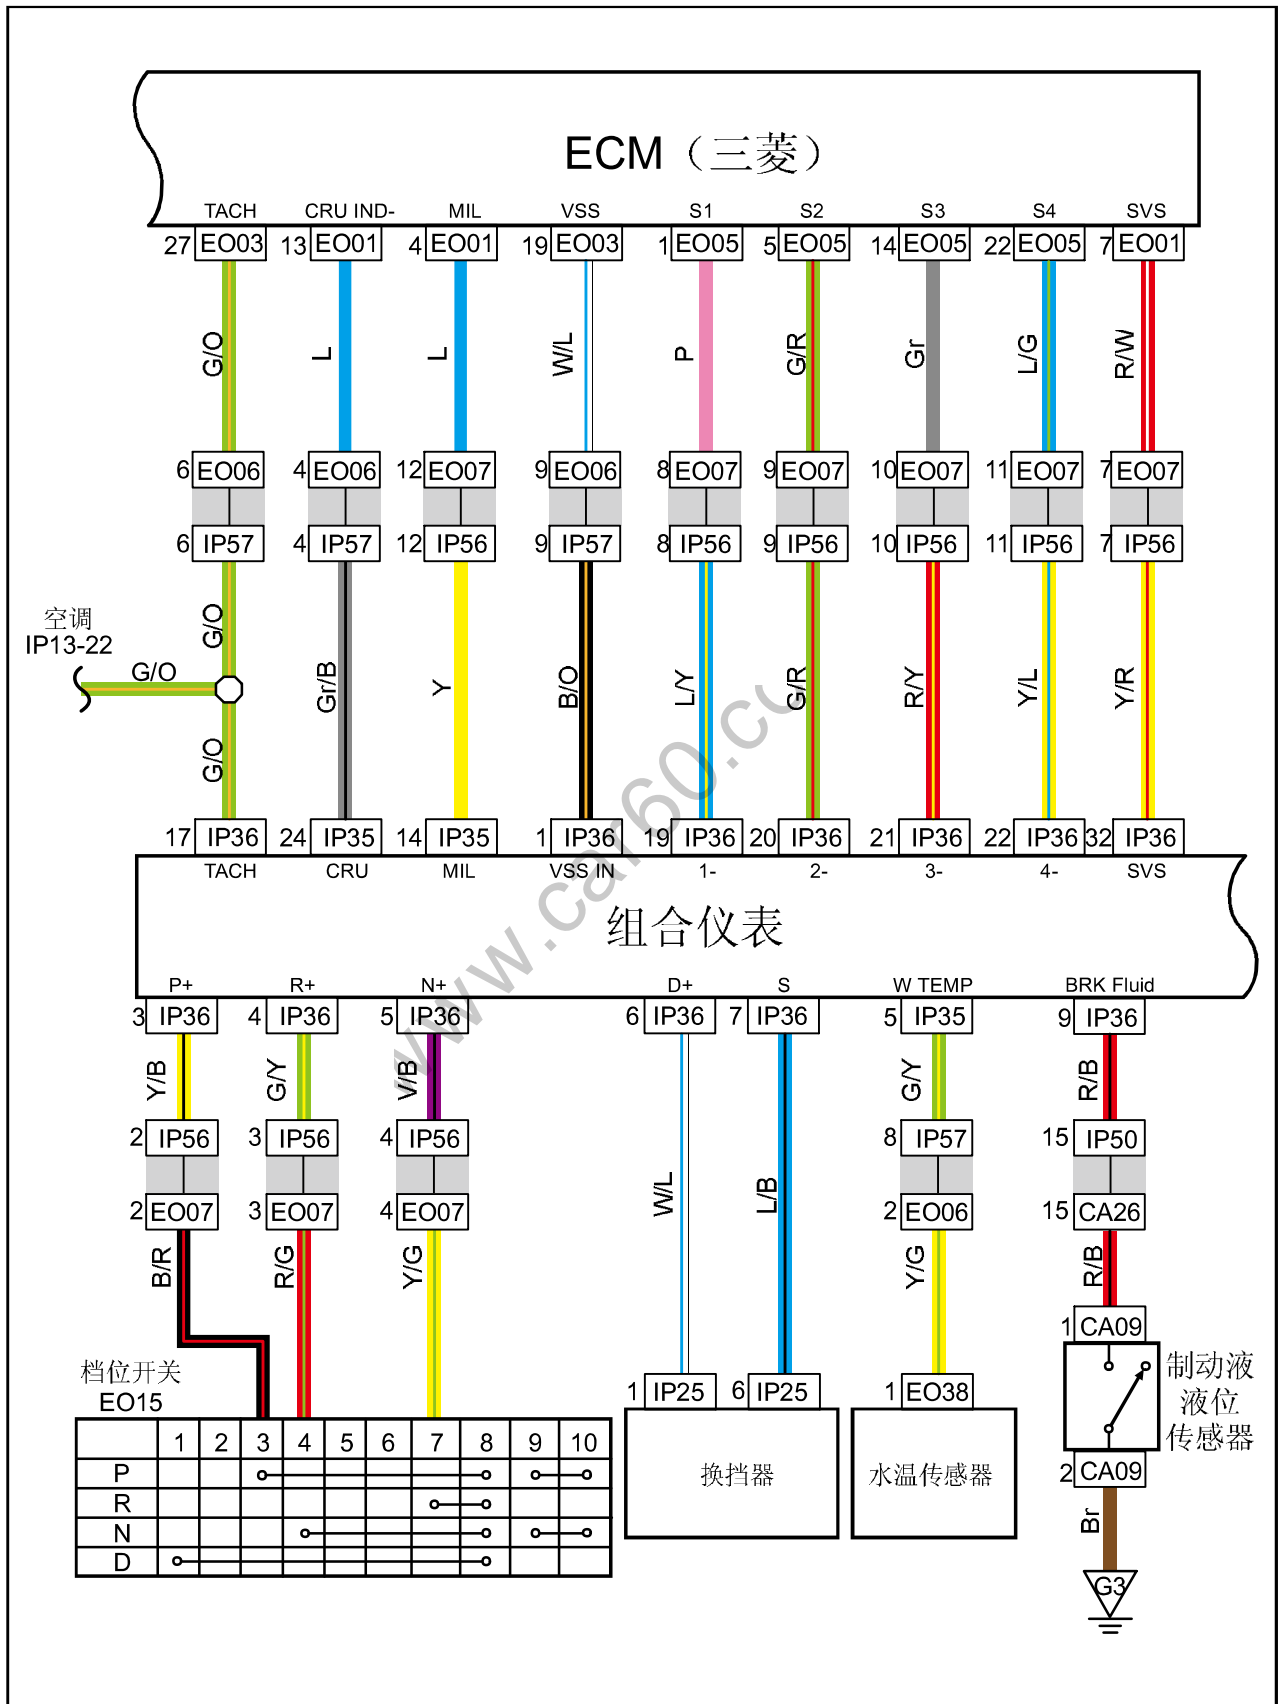 ECM（三菱）
TACH CRU IND- MIL VSS S1 S2 S3 S4 SVS
27 EO03 13 EO01 4 EO01 19 EO03 1 EO05 5 EO05 14 EO05 22 EO05 7 EO01
G/O L L W/L P G/R Gr L/G R/W
6 EO06 4 EO06 12 EO07 9 EO06 8 EO07 9 EO07 10 EO07 11 EO07 7 EO07
6 IP57 4 IP57 12 IP56 9 IP57 8 IP56 9 IP56 10 IP56 11 IP56 7 IP56
空调
IP13-22
G/O
G/O Gr/B Y B/O L/Y G/R R/Y Y/L Y/R
G/O
17 IP36 24 IP35 14 IP35 1 IP36 19 IP36 20 IP36 21 IP36 22 IP36 32 IP36
TACH CRU MIL VSS IN 1- 2- 3- 4- SVS
组合仪表
P+ R+ N+ D+ S W TEMP BRK Fluid
3 IP36 4 IP36 5 IP36 6 IP36 7 IP36 5 IP35 9 IP36
Y/B G/Y V/B G/Y R/B
2 IP56 3 IP56 4 IP56 8 IP57 15 IP50
W/L L/B
2 EO07 3 EO07 4 EO07 2 EO06 15 CA26
B/R R/G Y/G Y/G R/B
1 CA09
档位开关
EO15
1 IP25 6 IP25 1 EO38
制动液
液位
传感器
1 2 3 4 5 6 7 8 9 10
P
R
N
D
换挡器
水温传感器
2 CA09
Br
G3
www.car60.co